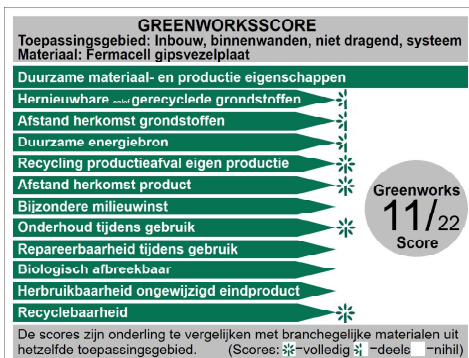 GREENWORKSSCORE
Toepassingsgebied: Inbouw, binnenwanden, niet dragend, systeem
Materiaal: Fermacell gipsvezelplaat
Duurzame materiaal- en productie eigenschappen
Hernieuwbare en/of gerecyclede grondstoffen
Afstand herkomst grondstoffen
Duurzame energiebron
Recycling productieafval eigen productie
Afstand herkomst product
Bijzondere milieuwinst
Onderhoud tijdens gebruik
Repareerbaarheid tijdens gebruik
Biologisch afbreekbaar
Herbruikbaarheid ongewijzigd eindproduct
Recyclebaarheid
Greenworks
11/22
Score
De scores zijn onderling te vergelijken met branchegelijke materialen uit
hetzelfde toepassingsgebied. (Scores: =volledig =deels =nihil)